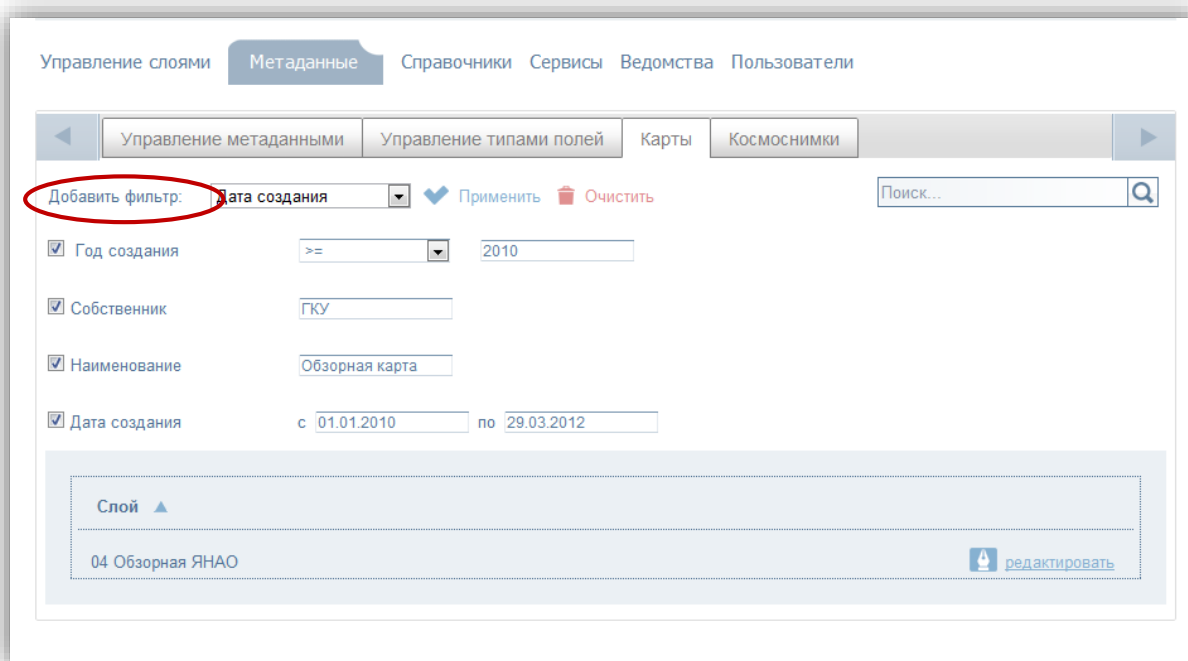 Управление слоями Метаданные Справочники Сервисы Ведомства Пользователи
Управление метаданными Управление типами полей Карты Космоснимки
Добавить фильтр: Дата создания Применить Очистить Поиск...
Год создания >= 2010
Собственник ГКУ
Наименование Обзорная карта
Дата создания с 01.01.2010 по 29.03.2012
Слой
04 Обзорная ЯНАО редактировать